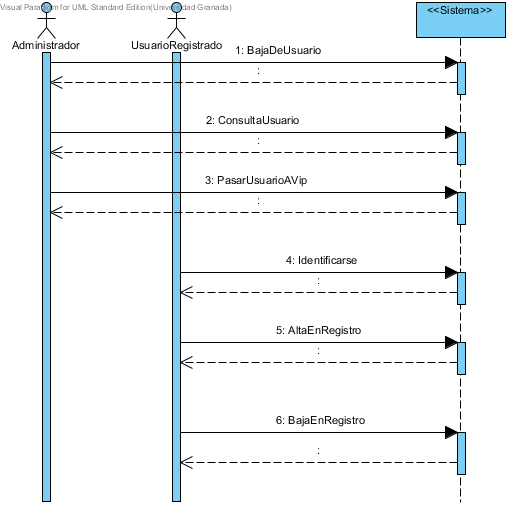 Visual Paradigm for UML Standard Edition(Universidad Granada)
<<Sistema>>
Administrador
UsuarioRegistrado
1: BajaDeUsuario
:
2: ConsultaUsuario
:
3: PasarUsuarioAVip
:
4: Identificarse
:
5: AltaEnRegistro
:
6: BajaEnRegistro
: